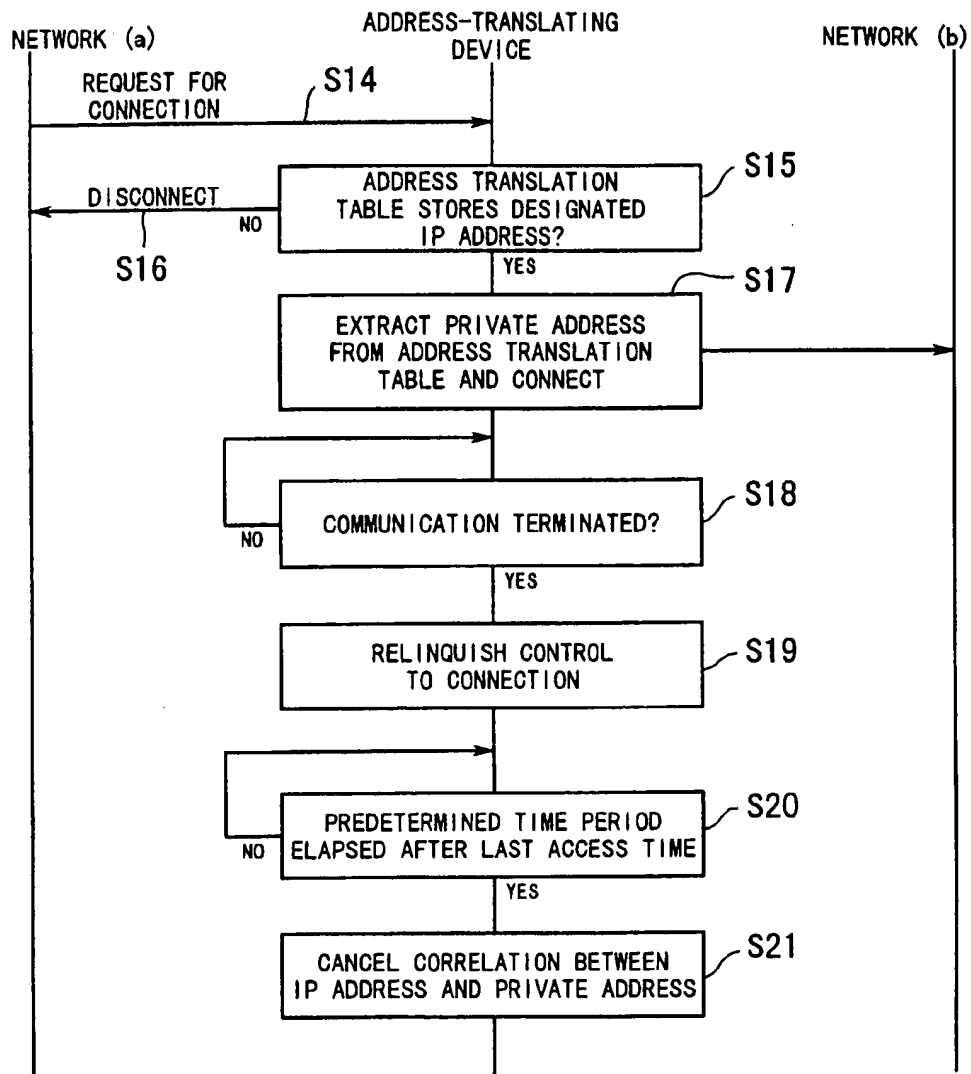 NETWORK (a)
ADDRESS-TRANSLATING
DEVICE
NETWORK (b)
REQUEST FOR
CONNECTION
S14
S15
ADDRESS TRANSLATION
TABLE STORES DESIGNATED
IP ADDRESS?
DISCONNECT
NO
S16
YES
S17
EXTRACT PRIVATE ADDRESS
FROM ADDRESS TRANSLATION
TABLE AND CONNECT
S18
COMMUNICATION TERMINATED?
NO
YES
S19
RELINQUISH CONTROL
TO CONNECTION
S20
PREDETERMINED TIME PERIOD
ELAPSED AFTER LAST ACCESS TIME
NO
YES
S21
CANCEL CORRELATION BETWEEN
IP ADDRESS AND PRIVATE ADDRESS